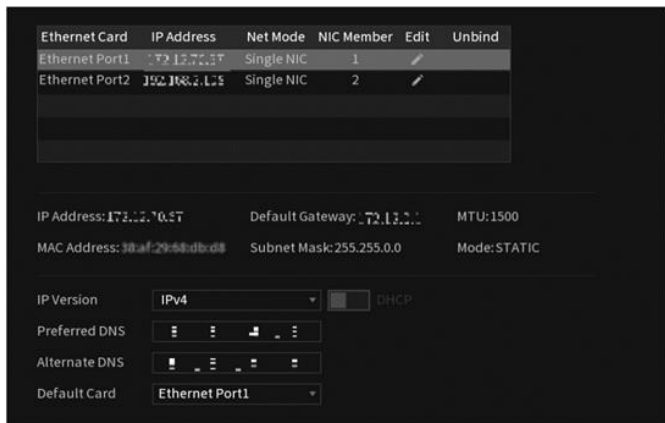 Ethernet Card IP Address Net Mode NIC Member Edit Unbind
Ethernet Port1 Single NIC 1
Ethernet Port2 Single NIC 2
IP Address: Default Gateway: MTU:1500
MAC Address: Subnet Mask:255.255.0.0 Mode:STATIC
IP Version IPv4 DHCP
Preferred DNS
Alternate DNS
Default Card Ethernet Port1